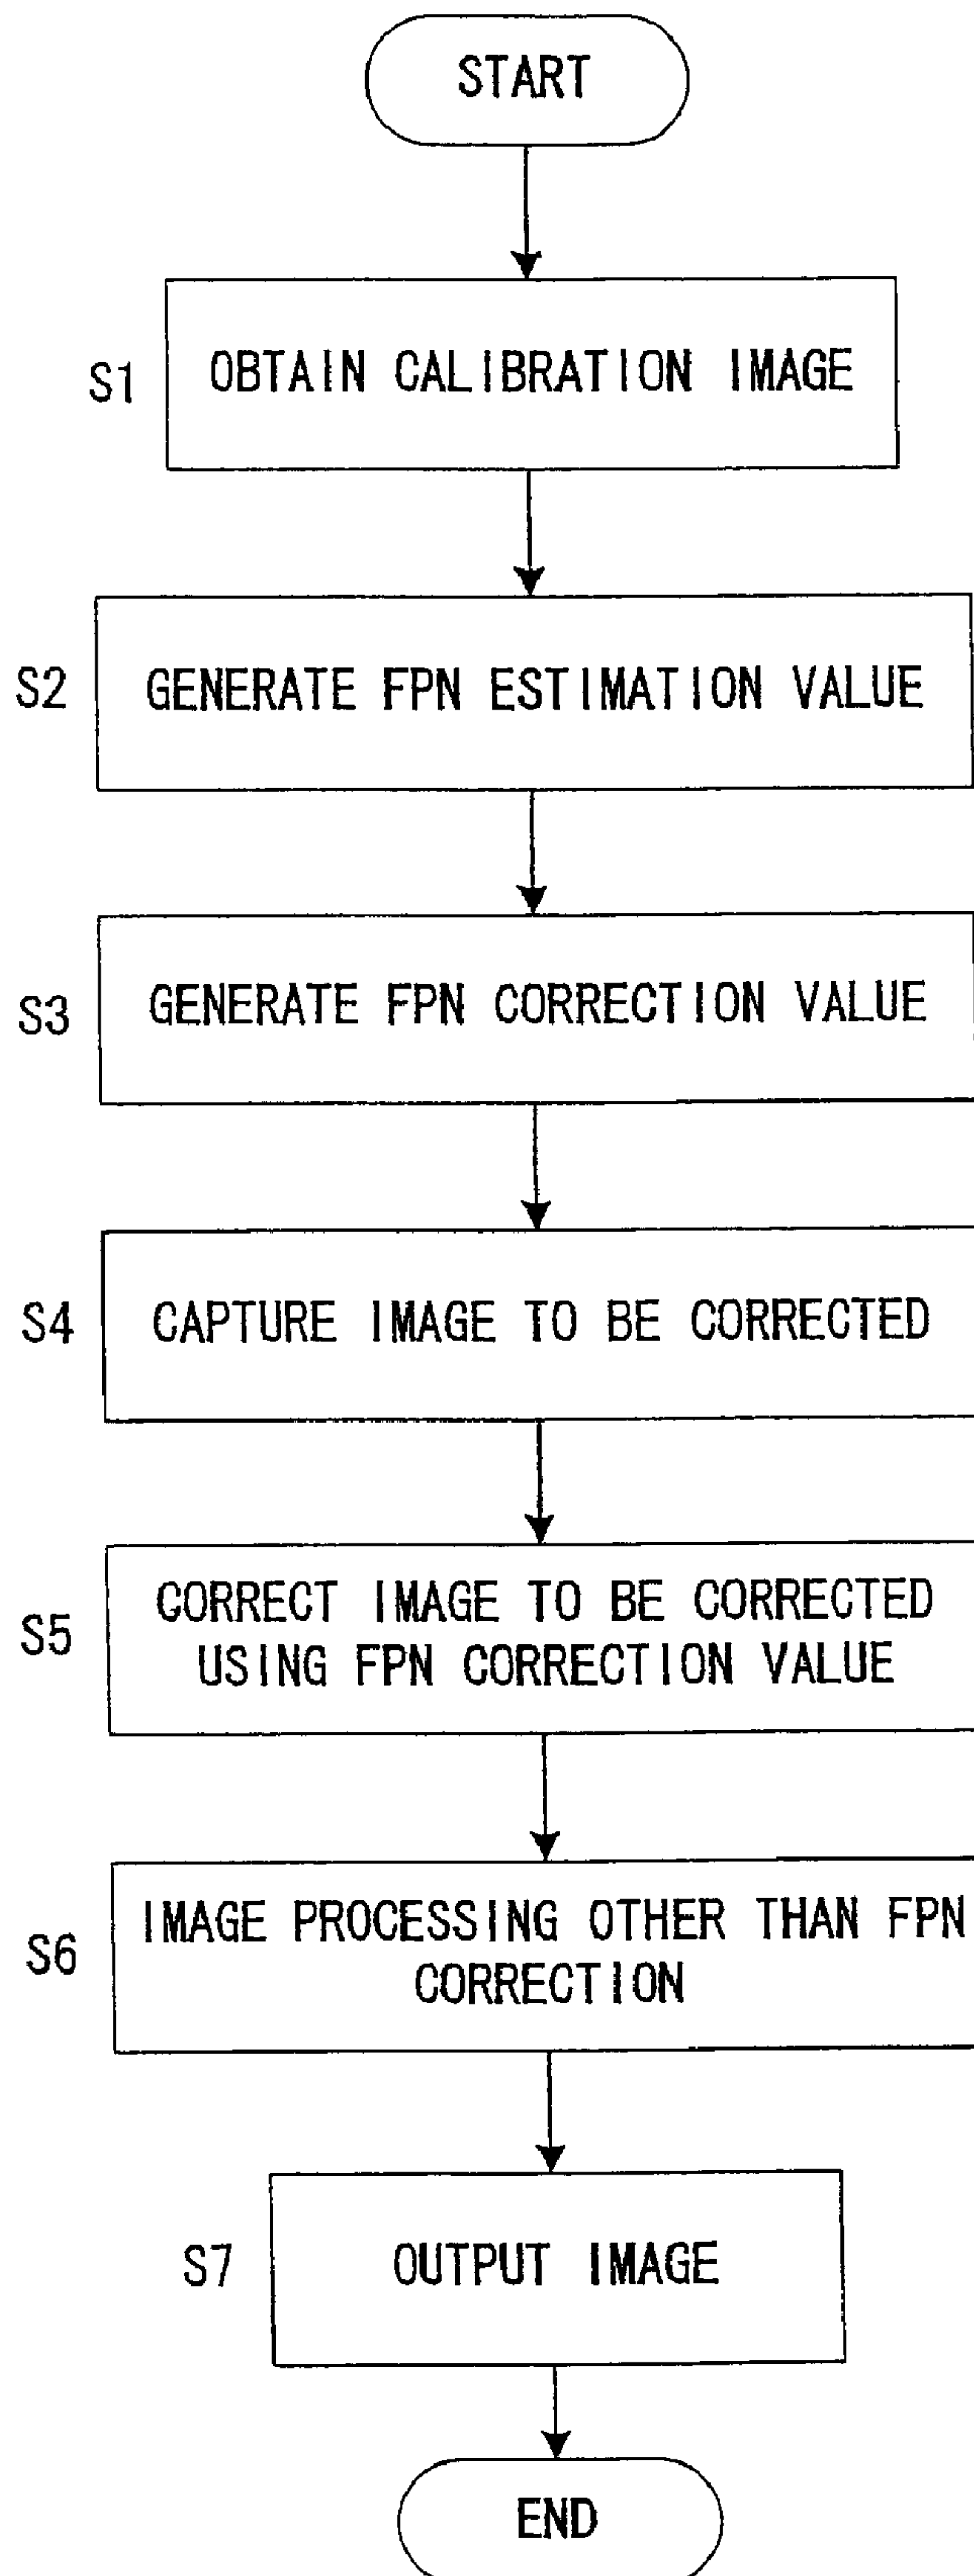 START
S1
OBTAIN CALIBRATION IMAGE
S2
GENERATE FPN ESTIMATION VALUE
S3
GENERATE FPN CORRECTION VALUE
S4
CAPTURE IMAGE TO BE CORRECTED
S5
CORRECT IMAGE TO BE CORRECTED
USING FPN CORRECTION VALUE
S6
IMAGE PROCESSING OTHER THAN FPN
CORRECTION
S7
OUTPUT IMAGE
END